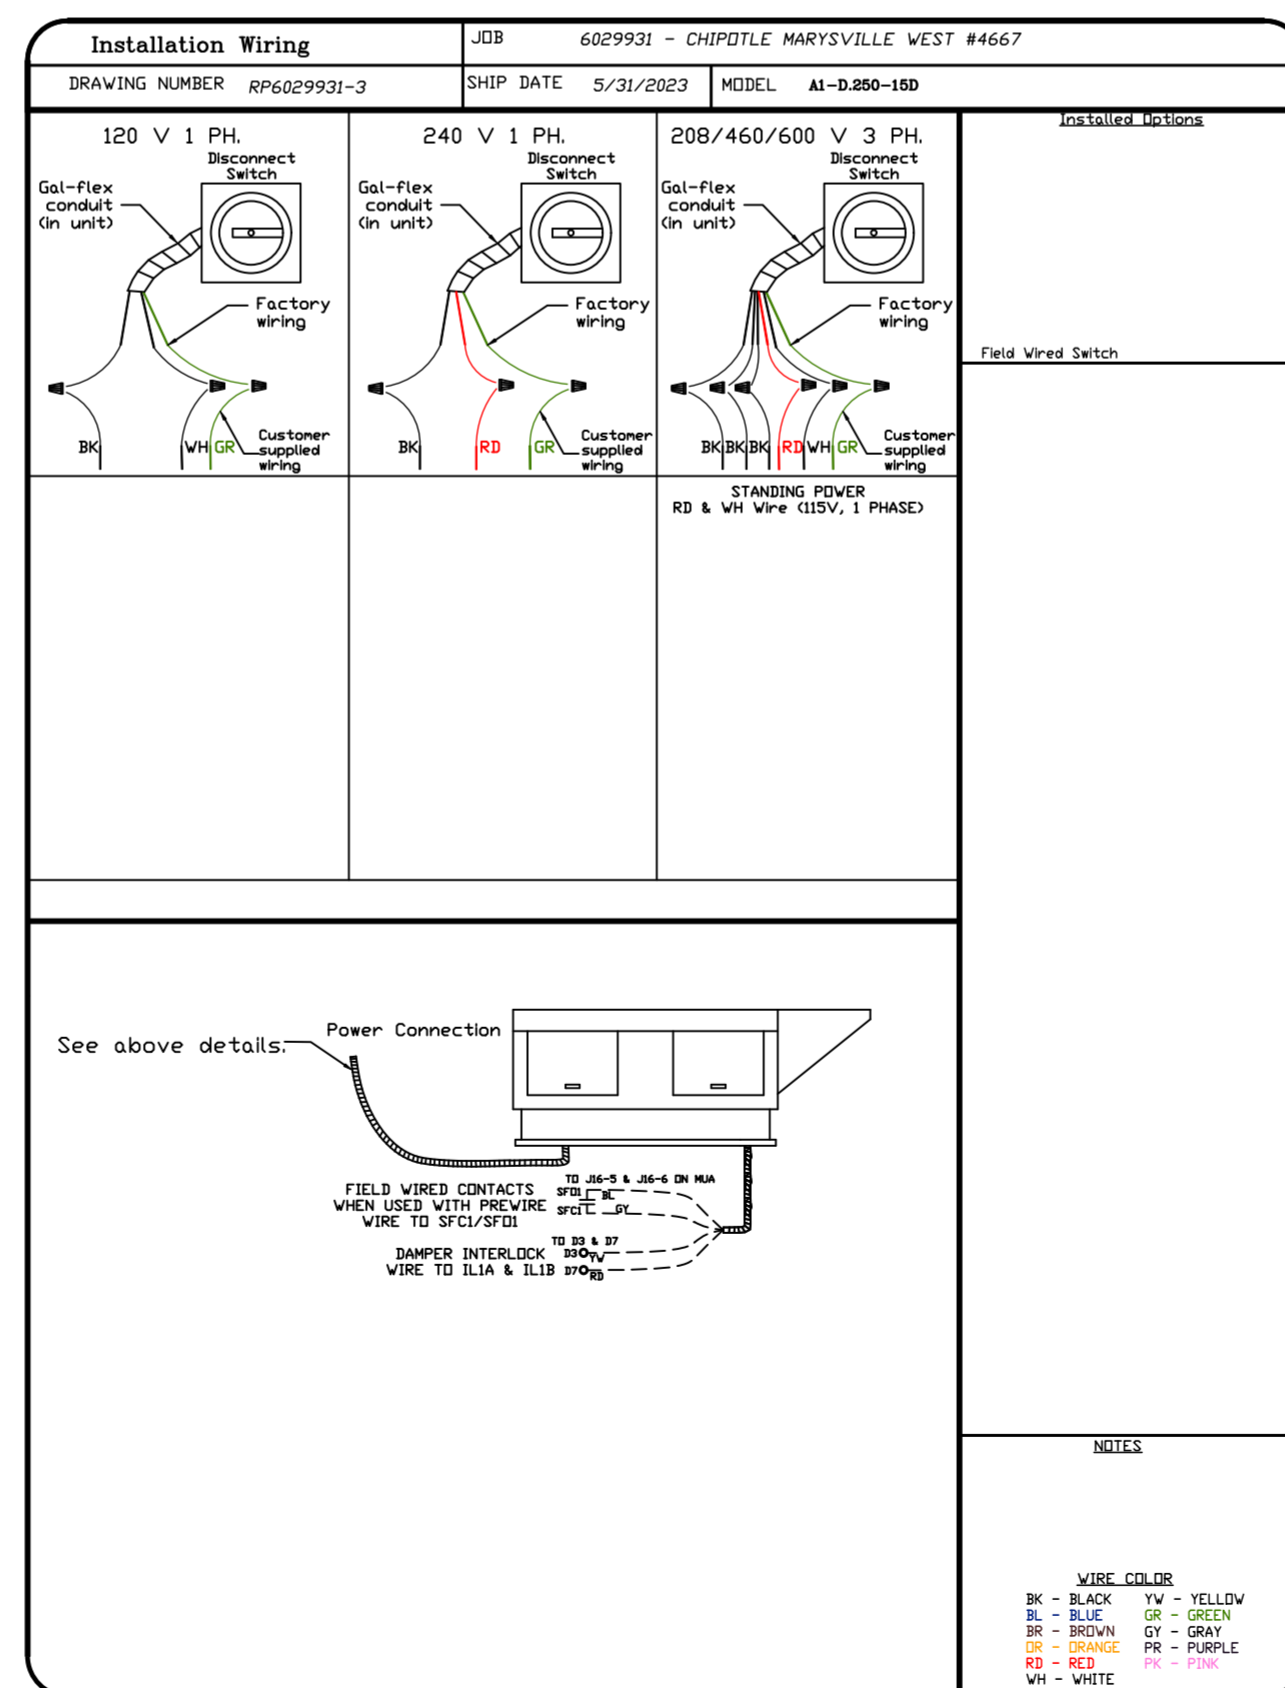 Installation Wiring
JOB 6029931 - CHIPOTLE MARYSVILLE WEST #4667
DRAWING NUMBER RP6029931-3
SHIP DATE 5/31/2023
MODEL A1-D.250-15D
120 V 1 PH.
Disconnect
Switch
Gal-flex
conduit
(in unit)
Factory
wiring
BK WH GR
Customer
supplied
wiring
240 V 1 PH.
Disconnect
Switch
Gal-flex
conduit
(in unit)
Factory
wiring
BK RD GR
Customer
supplied
wiring
208/460/600 V 3 PH.
Disconnect
Switch
Gal-flex
conduit
(in unit)
Factory
wiring
BK BK BK RD WH GR
Customer
supplied
wiring
STANDING POWER
RD & WH Wire (115V, 1 PHASE)
Installed Options
Field Wired Switch
See above details.
Power Connection
FIELD WIRED CONTACTS
WHEN USED WITH PREWIRE
WIRE TO SFC1/SFO1
TO J16-5 & J16-6 ON MUA
SFO1 BL
SFC1 GY
DAMPER INTERLOCK
WIRE TO IL1A & IL1B
TO D3 & D7
D3 YW
D7 RD
NOTES
WIRE COLOR
BK - BLACK YW - YELLOW
BL - BLUE GR - GREEN
BR - BROWN GY - GRAY
OR - ORANGE PR - PURPLE
RD - RED PK - PINK
WH - WHITE